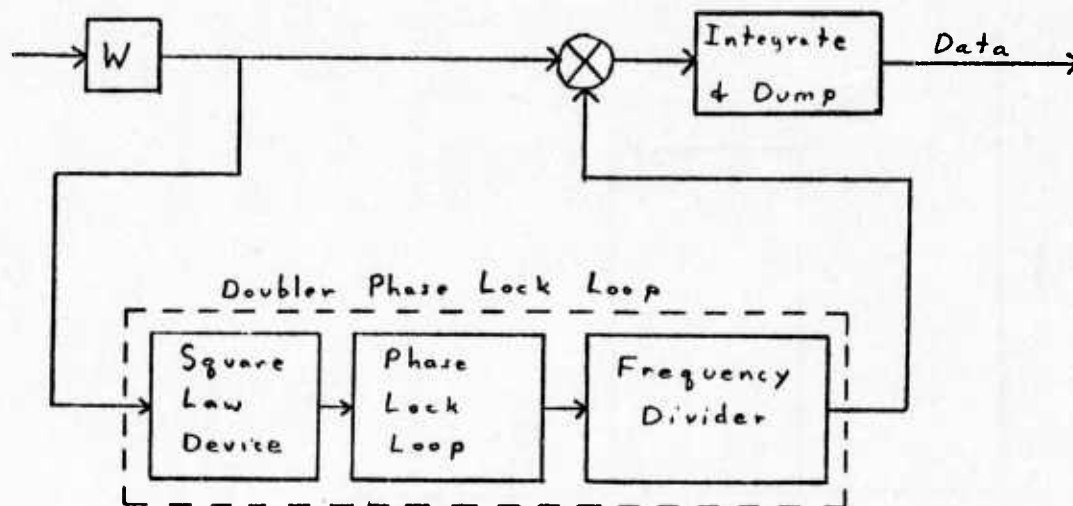 W
Integrate
& Dump
Data
Doubler Phase Lock Loop
Square
Law
Device
Phase
Lock
Loop
Frequency
Divider